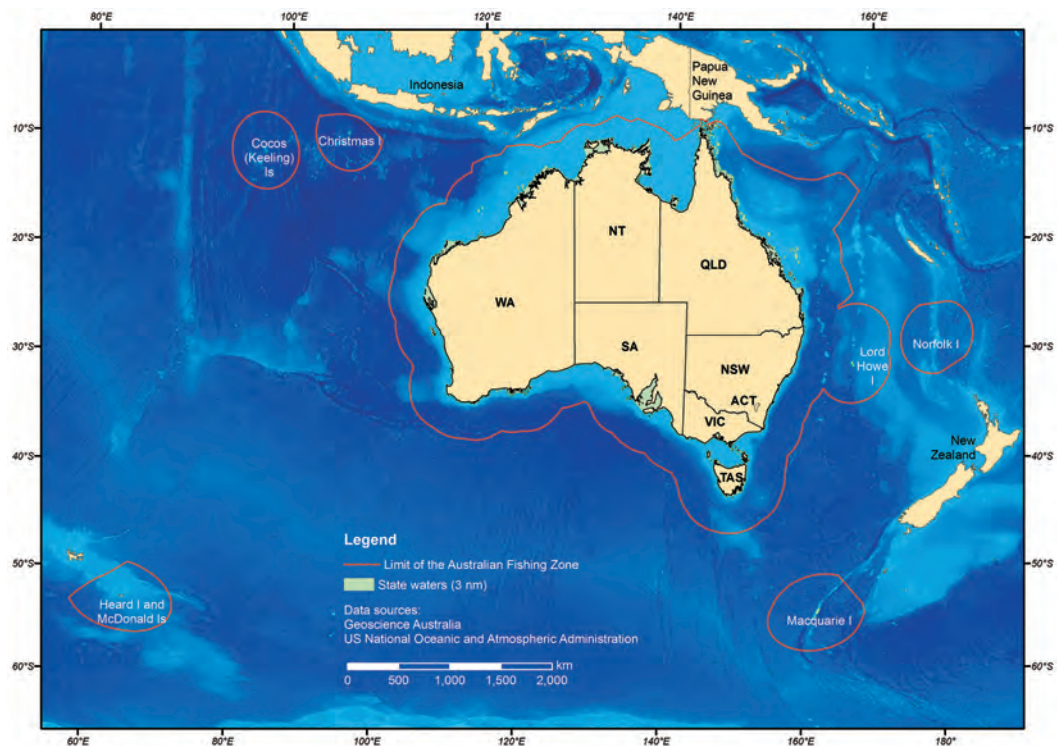 80°E 100°E 120°E 140°E 160°E
Indonesia
Papua
New
Guinea
10°S 10°S
Cocos
(Keeling)
Is
Christmas I
20°S 20°S
NT
QLD
WA
30°S 30°S
SA
NSW
ACT
VIC
Lord
Howe
I
Norfolk I
40°S 40°S
TAS
New
Zealand
50°S 50°S
Legend
Limit of the Australian Fishing Zone
State waters (3 nm)
Data sources:
Geoscience Australia
US National Oceanic and Atmospheric Administration
km
0 500 1,000 1,500 2,000
Heard I and
McDonald Is
Macquarie I
60°S 60°S
60°E 80°E 100°E 120°E 140°E 160°E 180°E